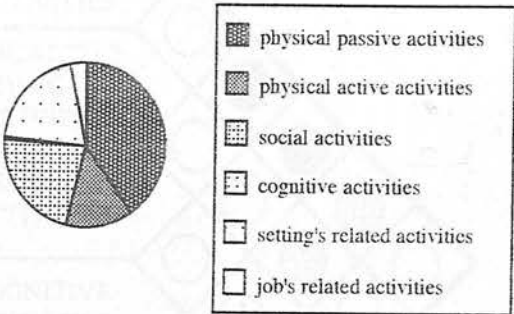 physical passive activities
physical active activities
social activities
cognitive activities
setting's related activities
job's related activities